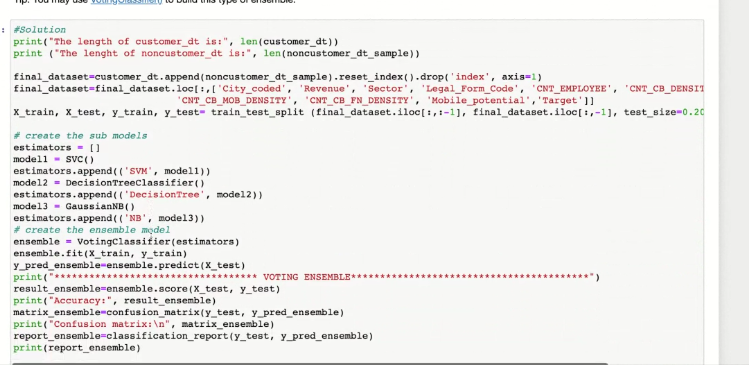 Tip: You may use VotingClassifier() to build this type of ensemble.
:
#Solution
print("The length of customer_dt is:", len(customer_dt))
print ("The lenght of noncustomer_dt is:", len(noncustomer_dt_sample))
final_dataset=customer_dt.append(noncustomer_dt_sample).reset_index().drop('index', axis=1)
final_dataset=final_dataset.loc[:,['City_coded', 'Revenue', 'Sector', 'Legal_Form_Code', 'CNT_EMPLOYEE', 'CNT_CB_DENSIT
'CNT_CB_MOB_DENSITY', 'CNT_CB_FN_DENSITY', 'Mobile_potential','Target']]
X_train, X_test, y_train, y_test= train_test_split (final_dataset.iloc[:,:-1], final_dataset.iloc[:,-1], test_size=0.20
# create the sub models
estimators = []
model1 = SVC()
estimators.append(('SVM', model1))
model2 = DecisionTreeClassifier()
estimators.append(('DecisionTree', model2))
model3 = GaussianNB()
estimators.append(('NB', model3))
# create the ensemble model
ensemble = VotingClassifier(estimators)
ensemble.fit(X_train, y_train)
y_pred_ensemble=ensemble.predict(X_test)
print("*********************************** VOTING ENSEMBLE*****************************************")
result_ensemble=ensemble.score(X_test, y_test)
print("Accuracy:", result_ensemble)
matrix_ensemble=confusion_matrix(y_test, y_pred_ensemble)
print("Confusion matrix:\n", matrix_ensemble)
report_ensemble=classification_report(y_test, y_pred_ensemble)
print(report_ensemble)